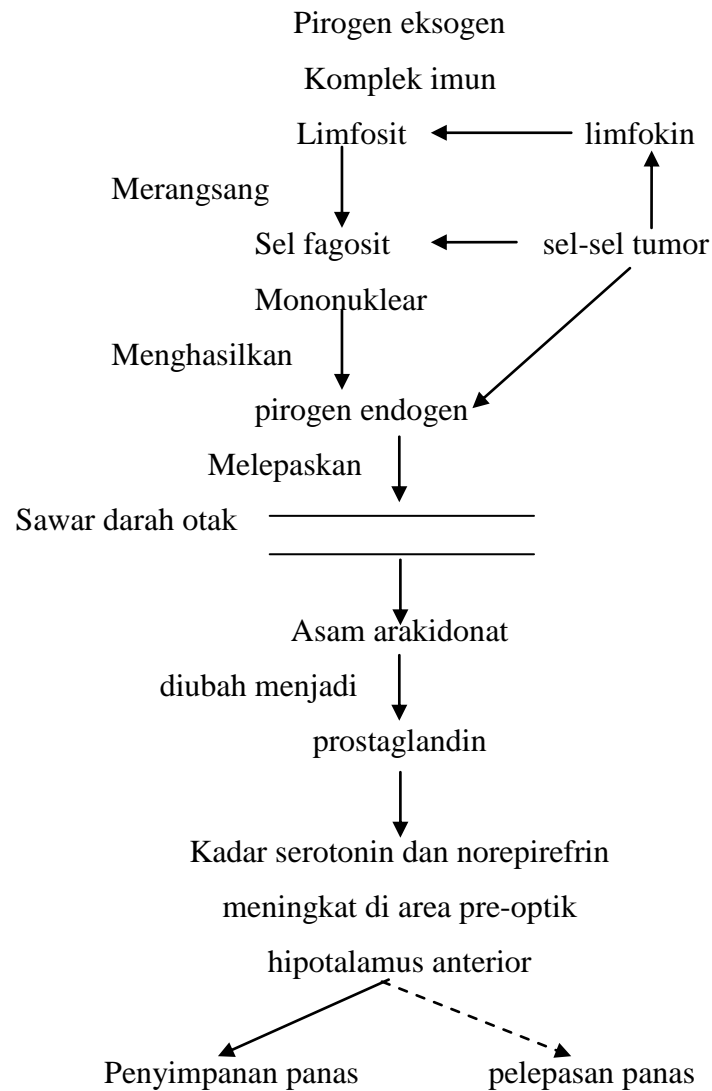 Pirogen eksogen
Komplek imun
Limfosit limfokin
Merangsang
Sel fagosit sel-sel tumor
Mononuklear
Menghasilkan
pirogen endogen
Melepaskan
Sawar darah otak
Asam arakidonat
diubah menjadi
prostaglandin
Kadar serotonin dan norepirefrin
meningkat di area pre-optik
hipotalamus anterior
Penyimpanan panas pelepasan panas